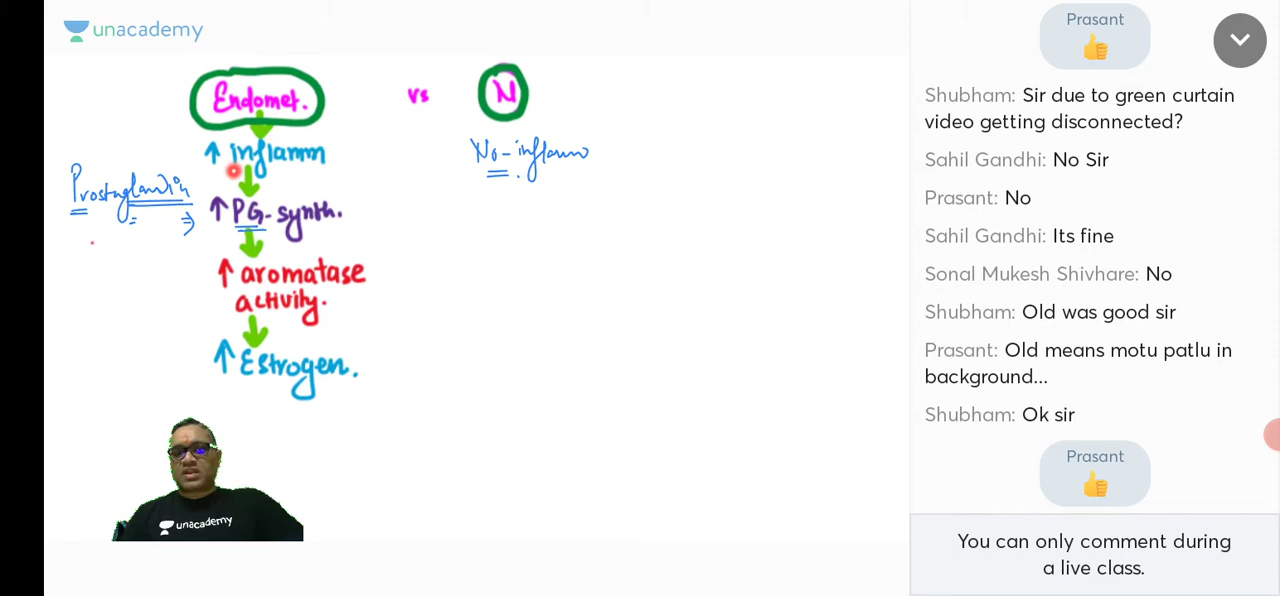 unacademy
Endomet. vs N
↑ inflamm
No-inflamm
Prostaglandin
↑ PG-synth.
↑ aromatase
activity.
↑ Estrogen.
unacademy
Prasant
👍
Shubham: Sir due to green curtain
video getting disconnected?
Sahil Gandhi: No Sir
Prasant: No
Sahil Gandhi: Its fine
Sonal Mukesh Shivhare: No
Shubham: Old was good sir
Prasant: Old means motu patlu in
background...
Shubham: Ok sir
Prasant
👍
You can only comment during
a live class.